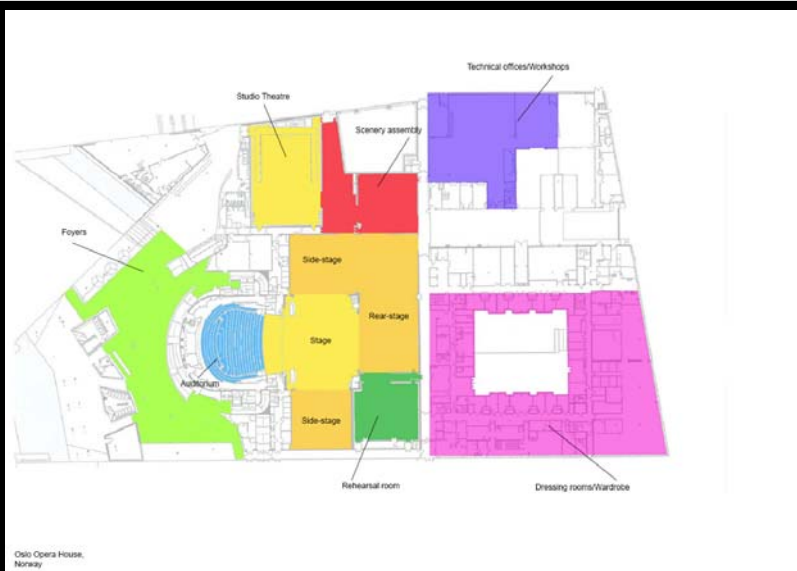 Technical offices/Workshops
Studio Theatre
Scenery assembly
Foyers
Side-stage
Rear-stage
Stage
Auditorium
Side-stage
Rehearsal room
Dressing rooms/Wardrobe
Oslo Opera House,
Norway